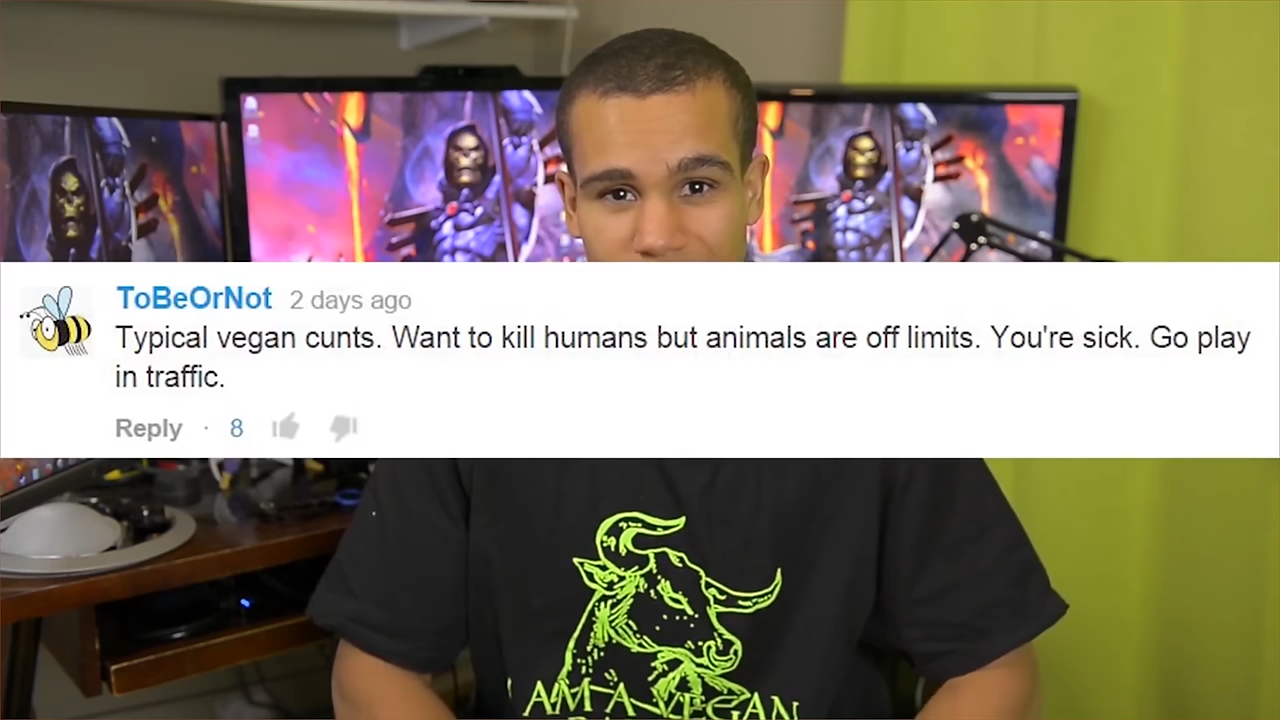 ToBeOrNot 2 days ago
Typical vegan cunts. Want to kill humans but animals are off limits. You're sick. Go play
in traffic.
Reply · 8
AM A VEGAN